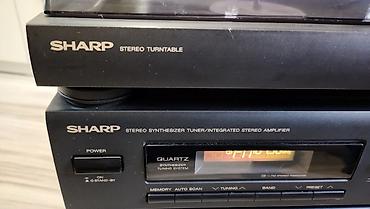 SHARP STEREO TURNTABLE
SHARP STEREO SYNTHESIZER TUNER/INTEGRATED STEREO AMPLIFIER
POWER
ON
STAND-BY
QUARTZ
SYNTHESIZER
TUNING SYSTEM
MEMORY AUTO SCAN TUNING BAND PRESET